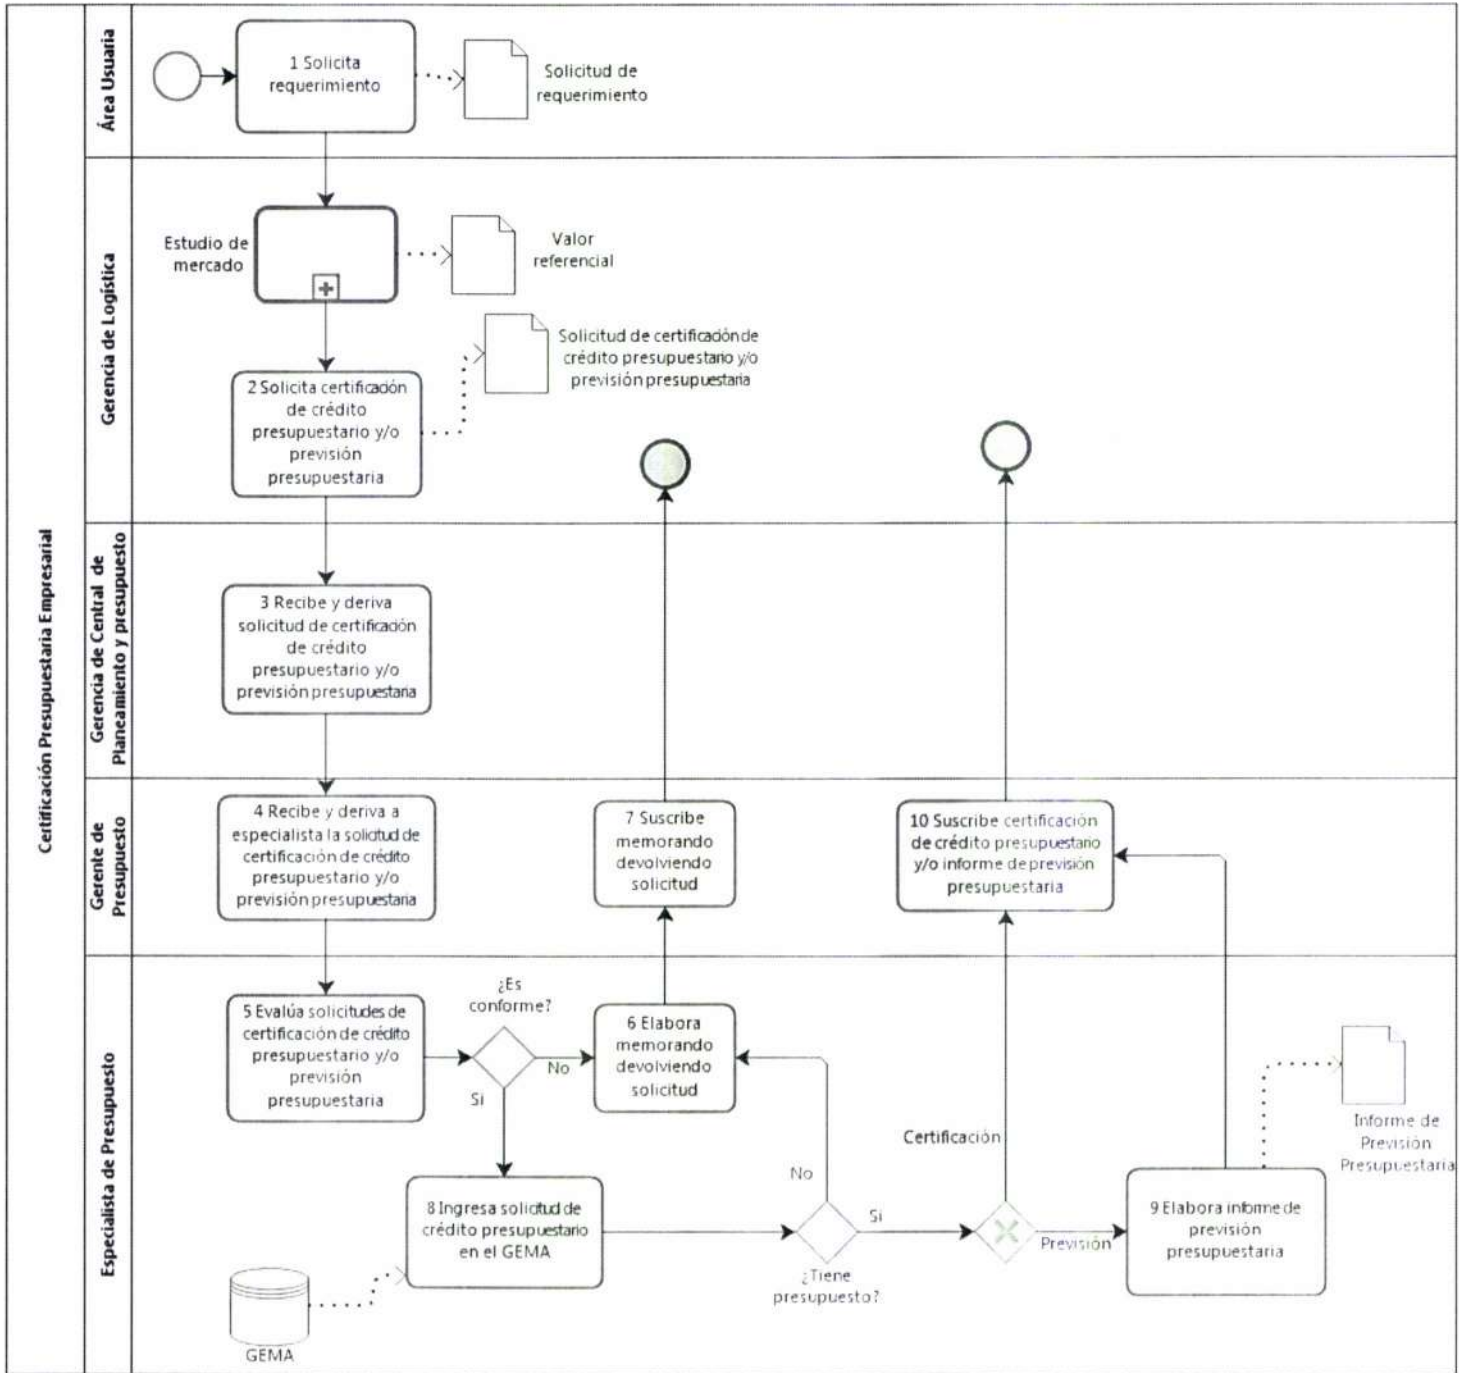 Certificación Presupuestaria Empresarial
Área Usuaria
1 Solicita
requerimiento
Solicitud de
requerimiento
Gerencia de Logística
Estudio de
mercado
Valor
referencial
2 Solicita certificación
de crédito
presupuestario y/o
previsión
presupuestaria
Solicitud de certificación de
crédito presupuestario y/o
previsión presupuestaria
Gerencia de Central de
Planeamiento y presupuesto
3 Recibe y deriva
solicitud de certificación
de crédito
presupuestario y/o
previsión presupuestaria
Gerente de
Presupuesto
4 Recibe y deriva a
especialista la solicitud de
certificación de crédito
presupuestario y/o
previsión presupuestaria
7 Suscribe
memorando
devolviendo
solicitud
10 Suscribe certificación
de crédito presupuestario
y/o informe de previsión
presupuestaria
Especialista de Presupuesto
5 Evalúa solicitudes de
certificación de crédito
presupuestario y/o
previsión
presupuestaria
¿Es
conforme?
No
Si
6 Elabora
memorando
devolviendo
solicitud
8 Ingresa solicitud de
crédito presupuestario
en el GEMA
GEMA
No
Si
¿Tiene
presupuesto?
Certificación
Previsión
9 Elabora informe de
previsión
presupuestaria
Informe de
Previsión
Presupuestaria